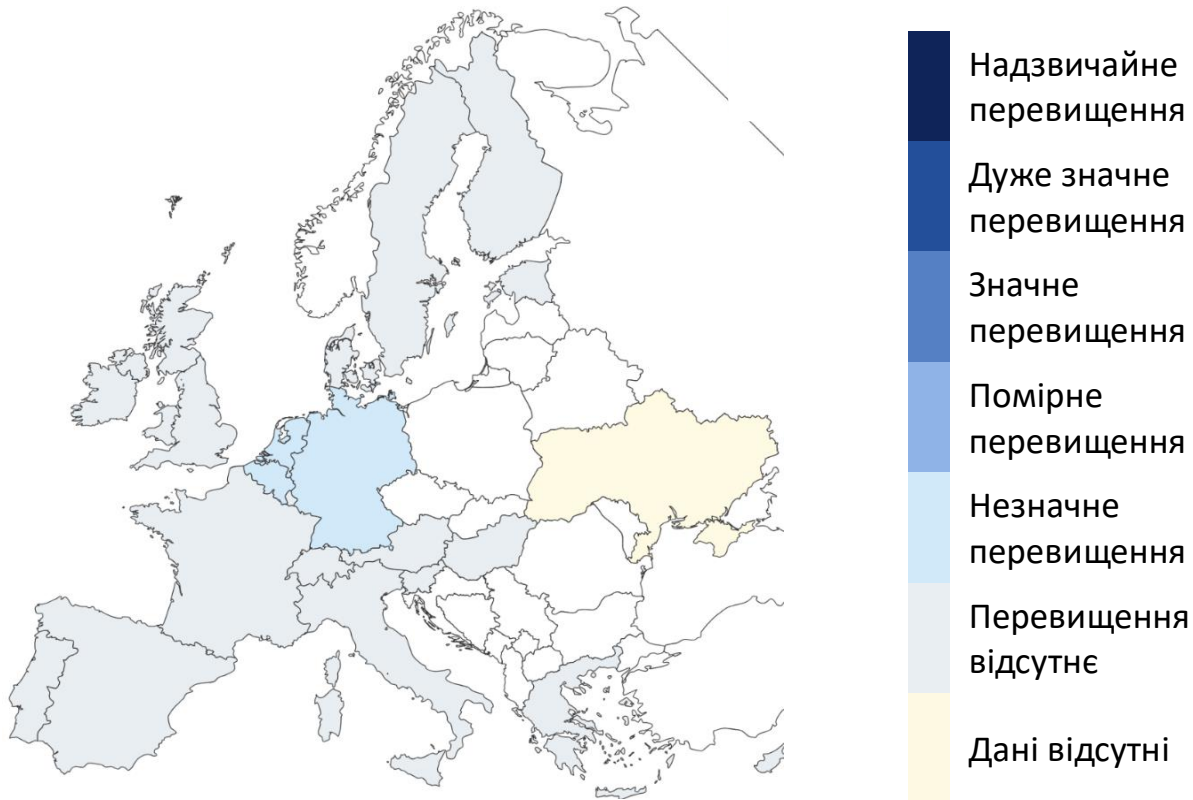 Надзвичайне
перевищення
Дуже значне
перевищення
Значне
перевищення
Помірне
перевищення
Незначне
перевищення
Перевищення
відсутнє
Дані відсутні